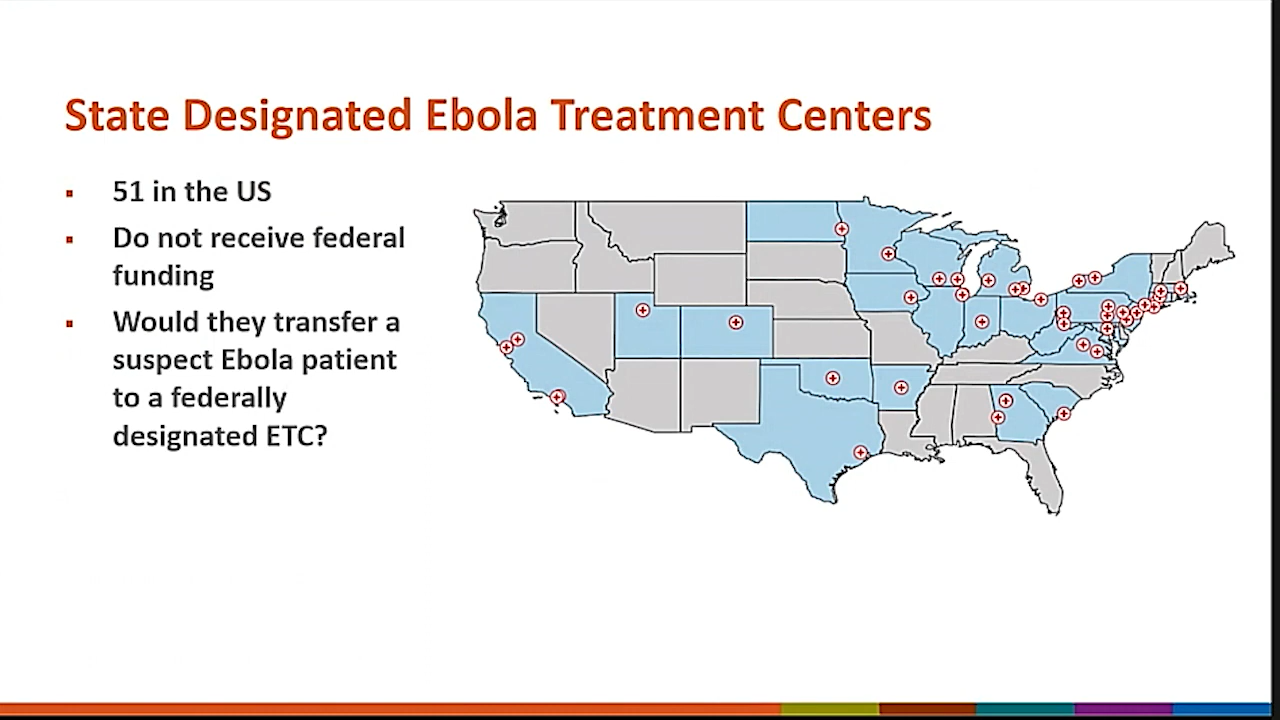 State Designated Ebola Treatment Centers
▪ 51 in the US
▪ Do not receive federal
funding
▪ Would they transfer a
suspect Ebola patient
to a federally
designated ETC?